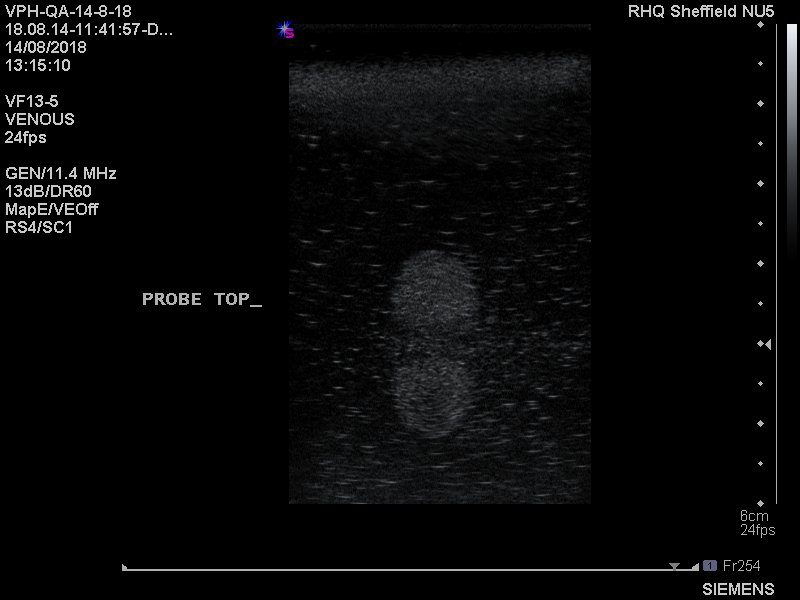 VPH-QA-14-8-18
18.08.14-11:41:57-D...
14/08/2018
13:15:10
RHQ Sheffield NU5
S
VF13-5
VENOUS
24fps
GEN/11.4 MHz
13dB/DR60
MapE/VEOff
RS4/SC1
PROBE TOP_
6cm
24fps
1 Fr254
SIEMENS